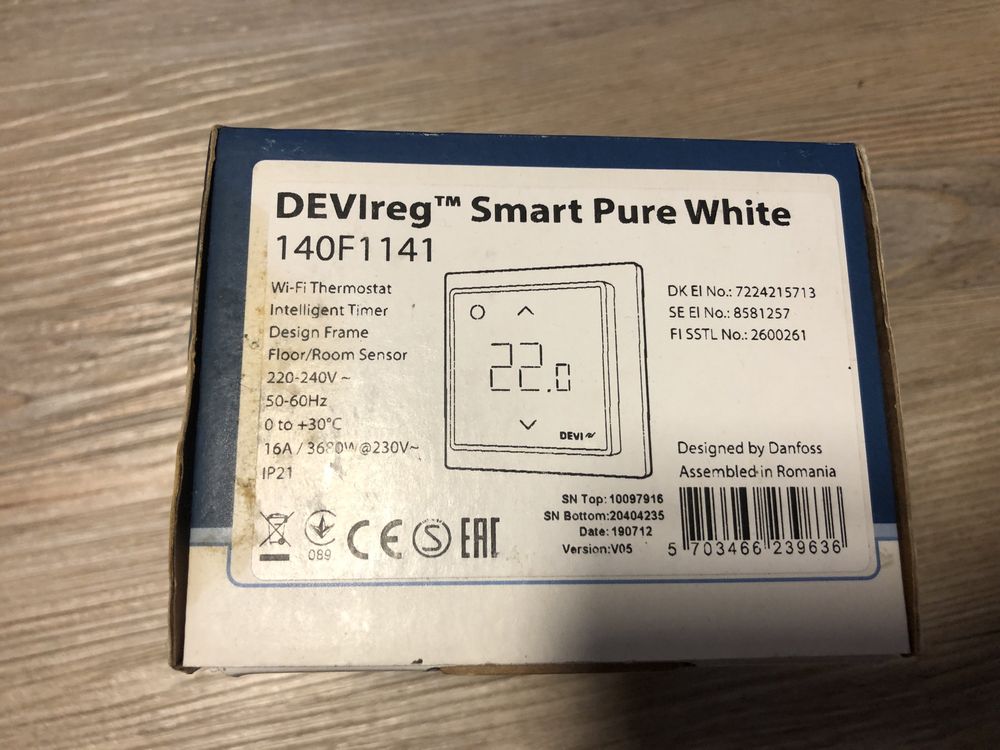 DEVIreg™ Smart Pure White
140F1141
Wi-Fi Thermostat
Intelligent Timer
Design Frame
Floor/Room Sensor
220-240V ~
50-60Hz
0 to +30°C
16A / 3680W @230V~
IP21
22.0
DEVI
DK EI No.: 7224215713
SE EI No.: 8581257
FI SSTL No.: 2600261
Designed by Danfoss
Assembled in Romania
SN Top: 10097916
SN Bottom:20404235
Date: 190712
Version:V05
5 703466 239636
089
CE
S
EAC